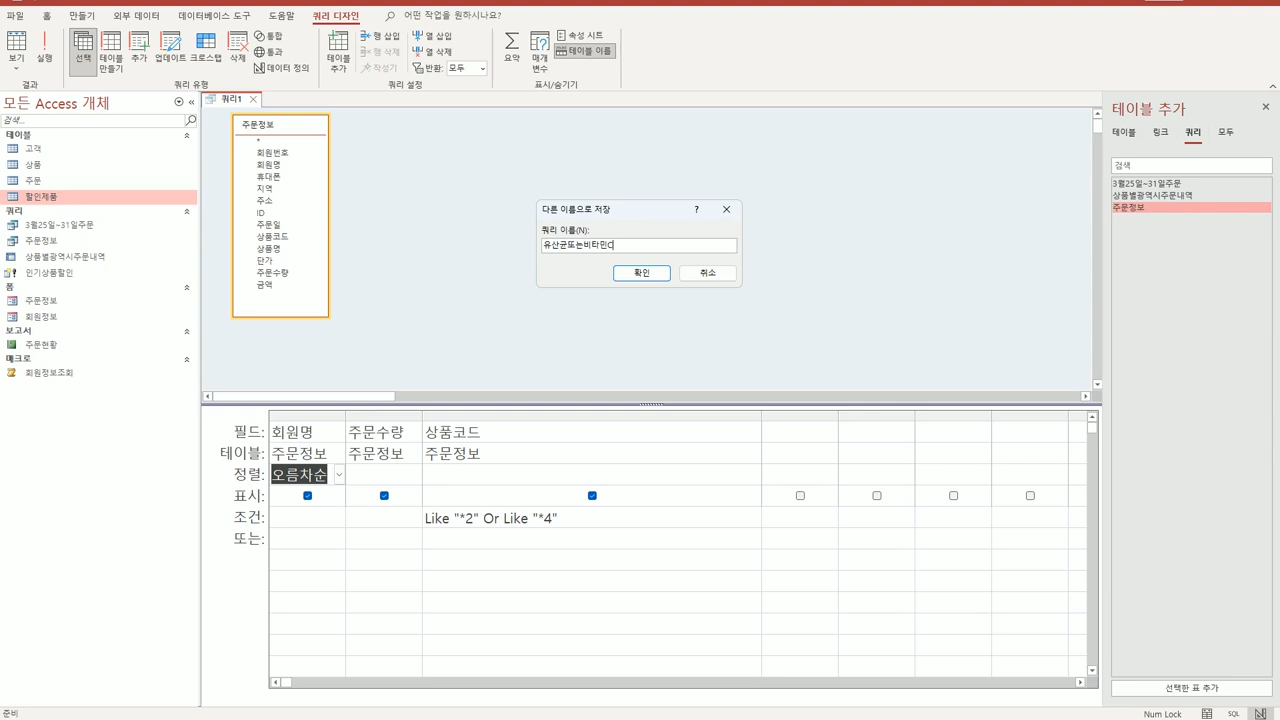 파일 홈 만들기 외부 데이터 데이터베이스 도구 도움말 쿼리 디자인 어떤 작업을 원하시나요?
보기 실행 선택 테이블 만들기 추가 업데이트 크로스탭 삭제 통합 통과 데이터 정의
테이블 추가 행 삽입 행 삭제 작성기 열 삽입 열 삭제 반환: 모두
요약 매개 변수 속성 시트 테이블 이름
결과 쿼리 유형 쿼리 설정 표시/숨기기
모든 Access 개체
검색...
테이블
고객
상품
주문
할인제품
쿼리
3월25일~31일주문
주문정보
상품별광역시주문내역
인기상품할인
폼
주문정보
회원정보
보고서
주문현황
매크로
회원정보조회
쿼리1
주문정보
*
회원번호
회원명
휴대폰
지역
주소
ID
주문일
상품코드
상품명
단가
주문수량
금액
다른 이름으로 저장 ?
쿼리 이름(N):
유산균또는비타민C
확인 취소
필드: 회원명 주문수량 상품코드
테이블: 주문정보 주문정보 주문정보
정렬: 오름차순
표시:
조건: Like "*2" Or Like "*4"
또는:
테이블 추가
테이블 링크 쿼리 모두
검색
3월25일~31일주문
상품별광역시주문내역
주문정보
선택한 표 추가
준비 Num Lock SQL